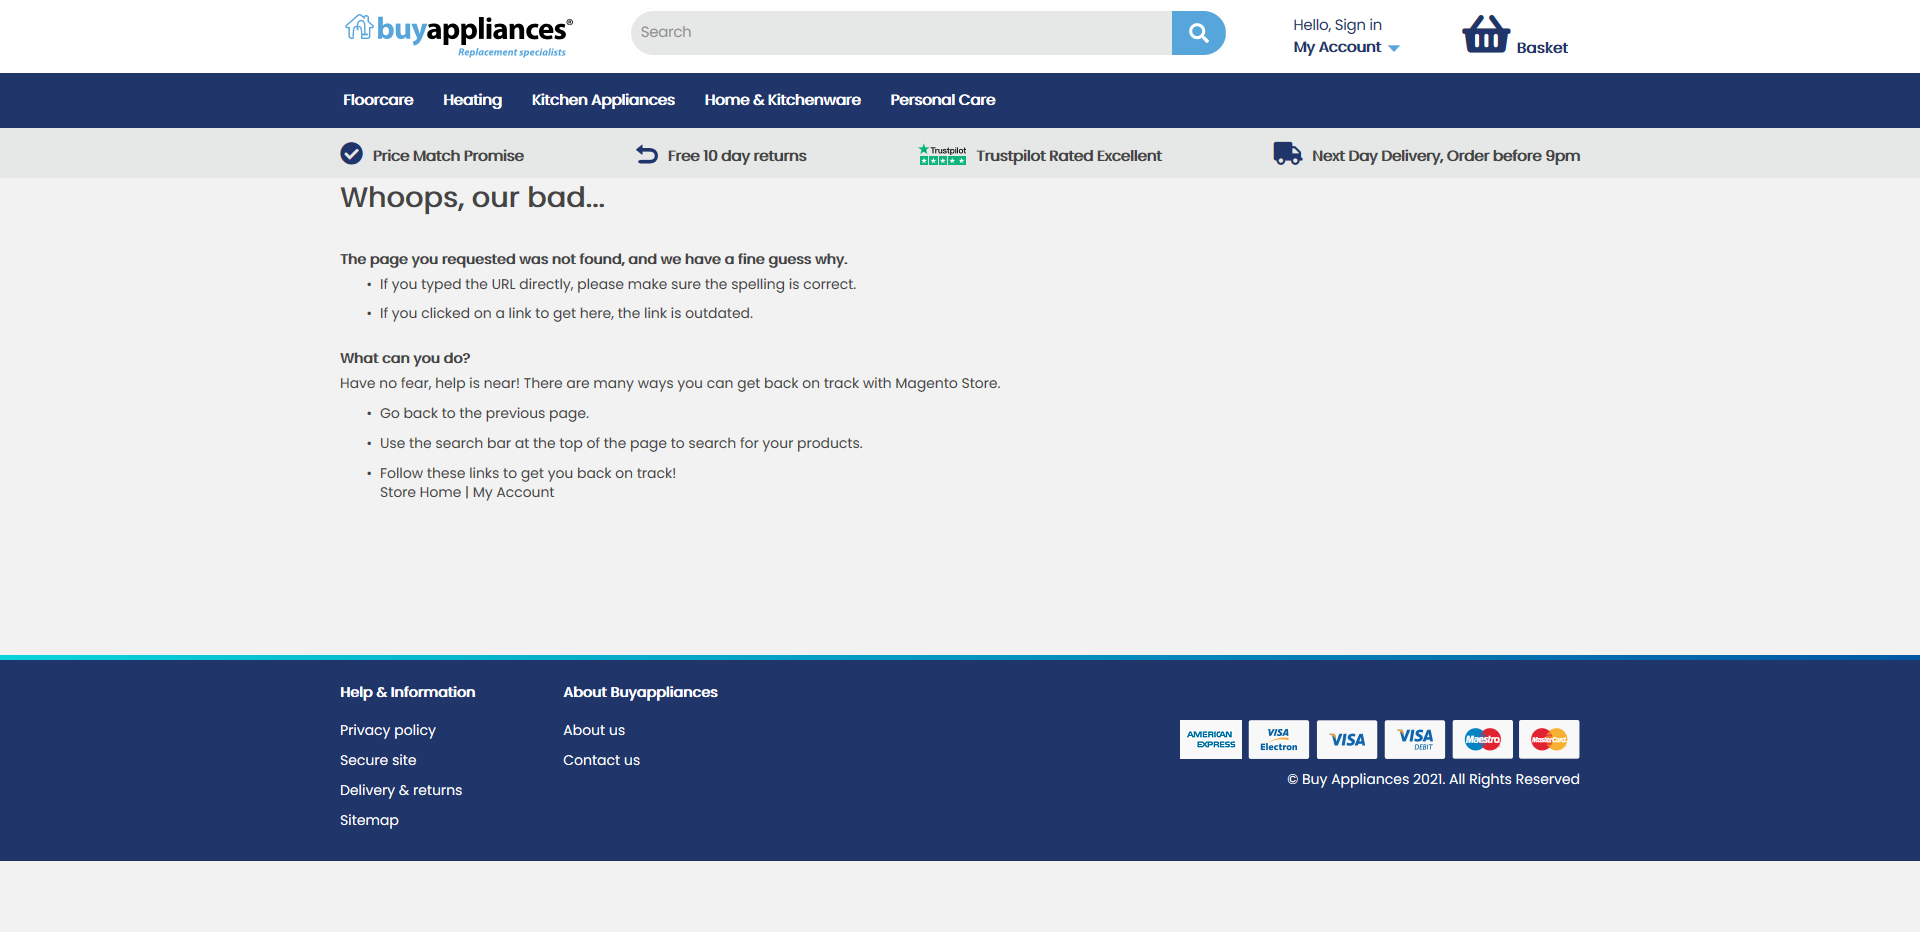 buyappliances®
Replacement specialists
Search
Hello, Sign in
My Account
Basket
Floorcare Heating Kitchen Appliances Home & Kitchenware Personal Care
Price Match Promise
Free 10 day returns
Trustpilot
Trustpilot Rated Excellent
Next Day Delivery, Order before 9pm
Whoops, our bad...
The page you requested was not found, and we have a fine guess why.
• If you typed the URL directly, please make sure the spelling is correct.
• If you clicked on a link to get here, the link is outdated.
What can you do?
Have no fear, help is near! There are many ways you can get back on track with Magento Store.
• Go back to the previous page.
• Use the search bar at the top of the page to search for your products.
• Follow these links to get you back on track!
Store Home | My Account
Help & Information
Privacy policy
Secure site
Delivery & returns
Sitemap
About Buyappliances
About us
Contact us
AMERICAN EXPRESS
VISA Electron
VISA
VISA DEBIT
Maestro
MasterCard
© Buy Appliances 2021. All Rights Reserved